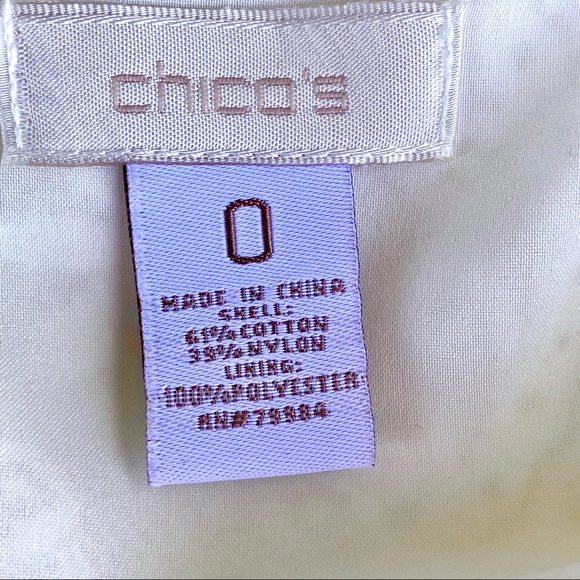 chico's
0
MADE IN CHINA
SHELL:
61% COTTON
39% NYLON
LINING:
100% POLYESTER
RN# 79984